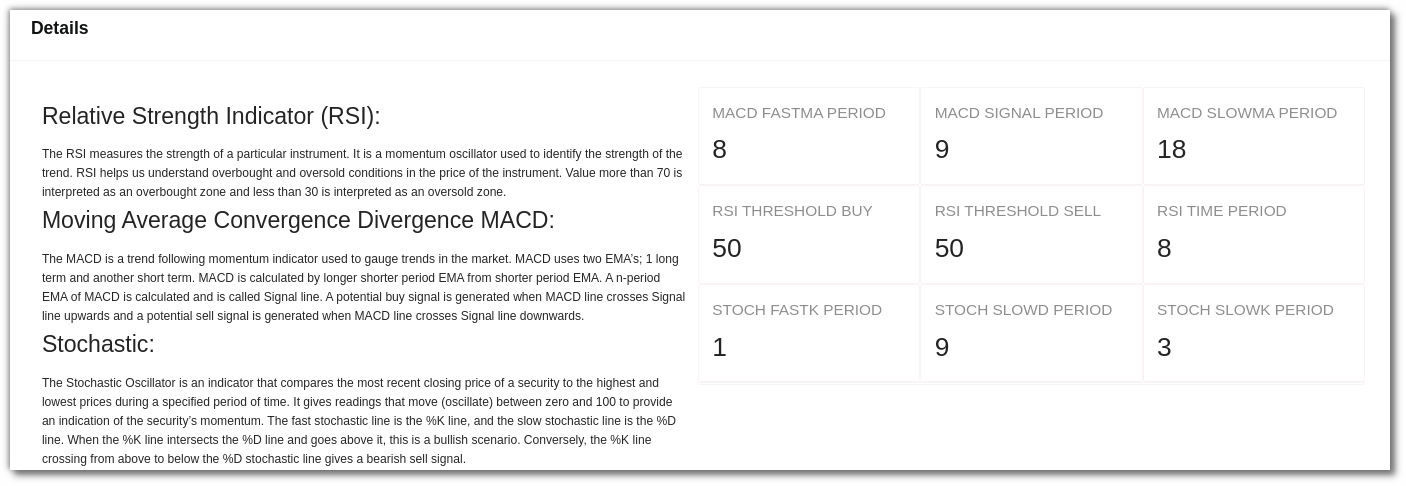 Details
Relative Strength Indicator (RSI):
The RSI measures the strength of a particular instrument. It is a momentum oscillator used to identify the strength of the
trend. RSI helps us understand overbought and oversold conditions in the price of the instrument. Value more than 70 is
interpreted as an overbought zone and less than 30 is interpreted as an oversold zone.
Moving Average Convergence Divergence MACD:
The MACD is a trend following momentum indicator used to gauge trends in the market. MACD uses two EMA’s; 1 long
term and another short term. MACD is calculated by longer shorter period EMA from shorter period EMA. A n-period
EMA of MACD is calculated and is called Signal line. A potential buy signal is generated when MACD line crosses Signal
line upwards and a potential sell signal is generated when MACD line crosses Signal line downwards.
Stochastic:
The Stochastic Oscillator is an indicator that compares the most recent closing price of a security to the highest and
lowest prices during a specified period of time. It gives readings that move (oscillate) between zero and 100 to provide
an indication of the security’s momentum. The fast stochastic line is the %K line, and the slow stochastic line is the %D
line. When the %K line intersects the %D line and goes above it, this is a bullish scenario. Conversely, the %K line
crossing from above to below the %D stochastic line gives a bearish sell signal.
MACD FASTMA PERIOD MACD SIGNAL PERIOD MACD SLOWMA PERIOD
8 9 18
RSI THRESHOLD BUY RSI THRESHOLD SELL RSI TIME PERIOD
50 50 8
STOCH FASTK PERIOD STOCH SLOWD PERIOD STOCH SLOWK PERIOD
1 9 3